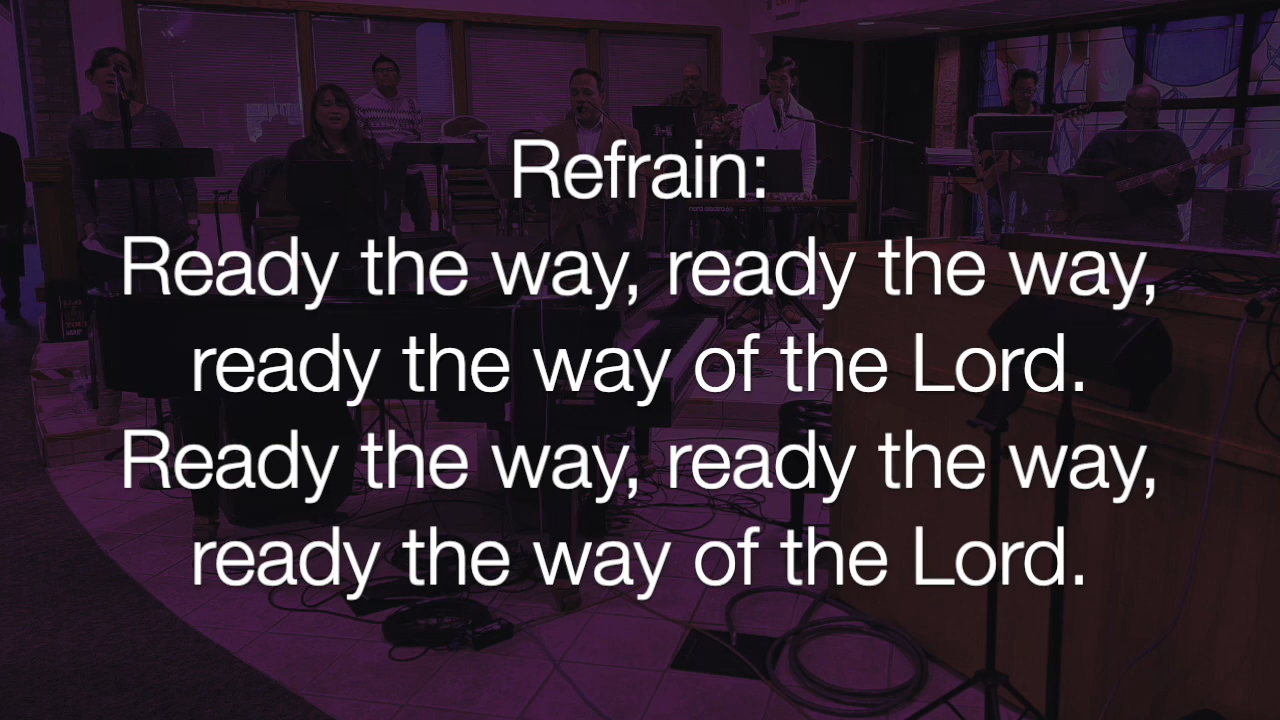 Refrain:
Ready the way, ready the way,
ready the way of the Lord.
Ready the way, ready the way,
ready the way of the Lord.